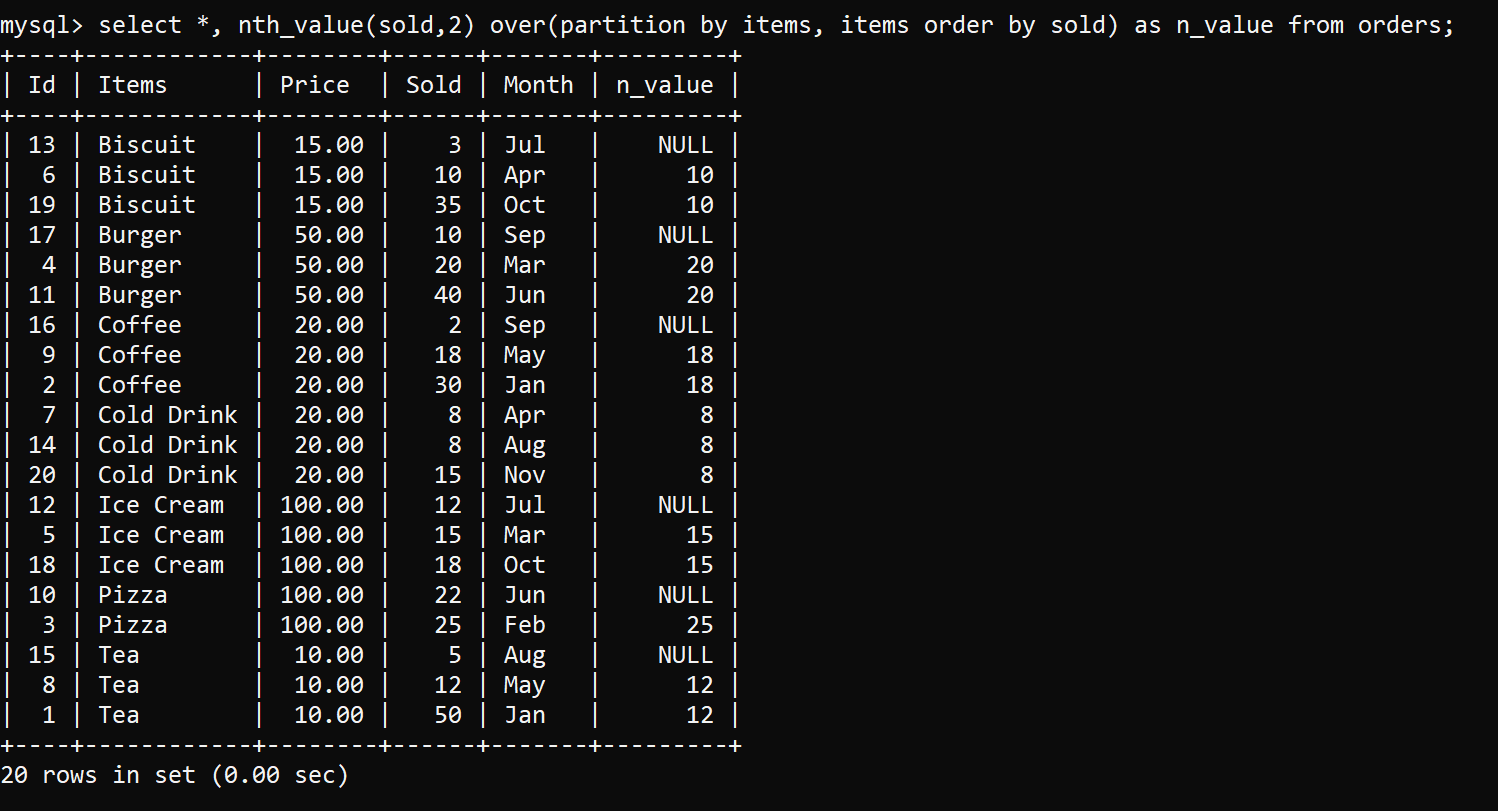 mysql> select *, nth_value(sold,2) over(partition by items, items order by sold) as n_value from orders;
+----+------------+--------+------+-------+---------+
| Id | Items      | Price  | Sold | Month | n_value |
+----+------------+--------+------+-------+---------+
| 13 | Biscuit    |  15.00 |    3 | Jul   |    NULL |
|  6 | Biscuit    |  15.00 |   10 | Apr   |      10 |
| 19 | Biscuit    |  15.00 |   35 | Oct   |      10 |
| 17 | Burger     |  50.00 |   10 | Sep   |    NULL |
|  4 | Burger     |  50.00 |   20 | Mar   |      20 |
| 11 | Burger     |  50.00 |   40 | Jun   |      20 |
| 16 | Coffee     |  20.00 |    2 | Sep   |    NULL |
|  9 | Coffee     |  20.00 |   18 | May   |      18 |
|  2 | Coffee     |  20.00 |   30 | Jan   |      18 |
|  7 | Cold Drink |  20.00 |    8 | Apr   |       8 |
| 14 | Cold Drink |  20.00 |    8 | Aug   |       8 |
| 20 | Cold Drink |  20.00 |   15 | Nov   |       8 |
| 12 | Ice Cream  | 100.00 |   12 | Jul   |    NULL |
|  5 | Ice Cream  | 100.00 |   15 | Mar   |      15 |
| 18 | Ice Cream  | 100.00 |   18 | Oct   |      15 |
| 10 | Pizza      | 100.00 |   22 | Jun   |    NULL |
|  3 | Pizza      | 100.00 |   25 | Feb   |      25 |
| 15 | Tea        |  10.00 |    5 | Aug   |    NULL |
|  8 | Tea        |  10.00 |   12 | May   |      12 |
|  1 | Tea        |  10.00 |   50 | Jan   |      12 |
+----+------------+--------+------+-------+---------+
20 rows in set (0.00 sec)